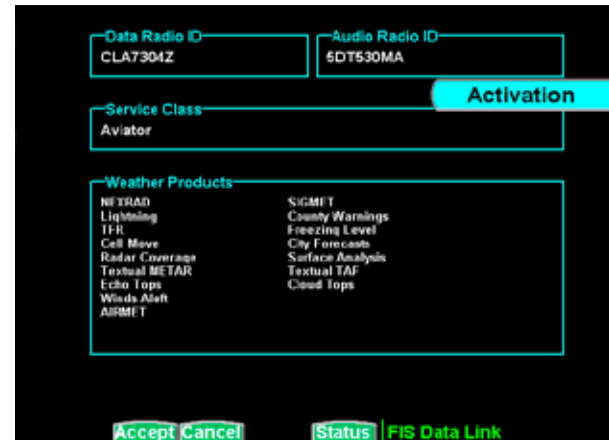 Data Radio ID
CLA7304Z
Audio Radio ID
5DT530MA
Activation
Service Class
Aviator
Weather Products
NEXRAD
Lightning
TFR
Cell Move
Radar Coverage
Textual METAR
Echo Tops
Winds Aloft
AIRMET
SIGMET
County Warnings
Freezing Level
City Forecasts
Surface Analysis
Textual TAF
Cloud Tops
Accept Cancel Status FIS Data Link